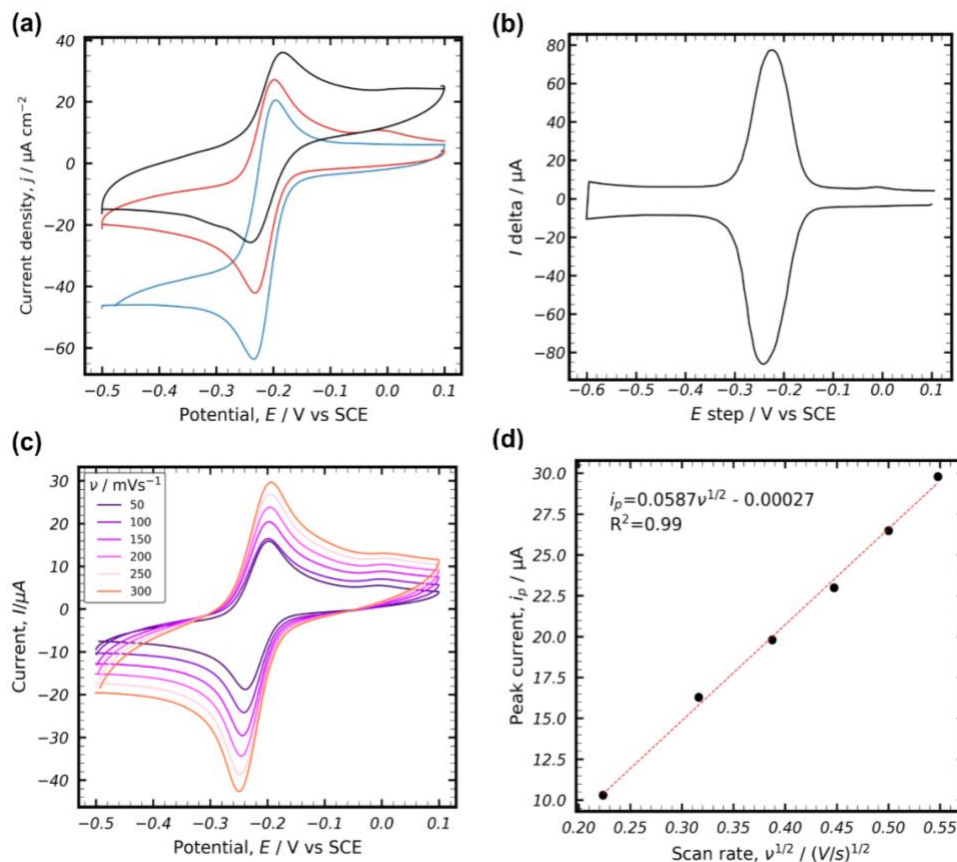 (a)
40
20
0
−20
−40
−60
Current density, j / µA cm−2
−0.5 −0.4 −0.3 −0.2 −0.1 0.0 0.1
Potential, E / V vs SCE
(b)
80
60
40
20
0
−20
−40
−60
−80
I delta / µA
−0.6 −0.5 −0.4 −0.3 −0.2 −0.1 0.0 0.1
E step / V vs SCE
(c)
ν / mVs−1
50
100
150
200
250
300
30
20
10
0
−10
−20
−30
−40
Current, I/µA
−0.5 −0.4 −0.3 −0.2 −0.1 0.0 0.1
Potential, E / V vs SCE
(d)
ip=0.0587ν1/2 - 0.00027
R2=0.99
30.0
27.5
25.0
22.5
20.0
17.5
15.0
12.5
10.0
Peak current, ip / µA
0.20 0.25 0.30 0.35 0.40 0.45 0.50 0.55
Scan rate, ν1/2 / (V/s)1/2